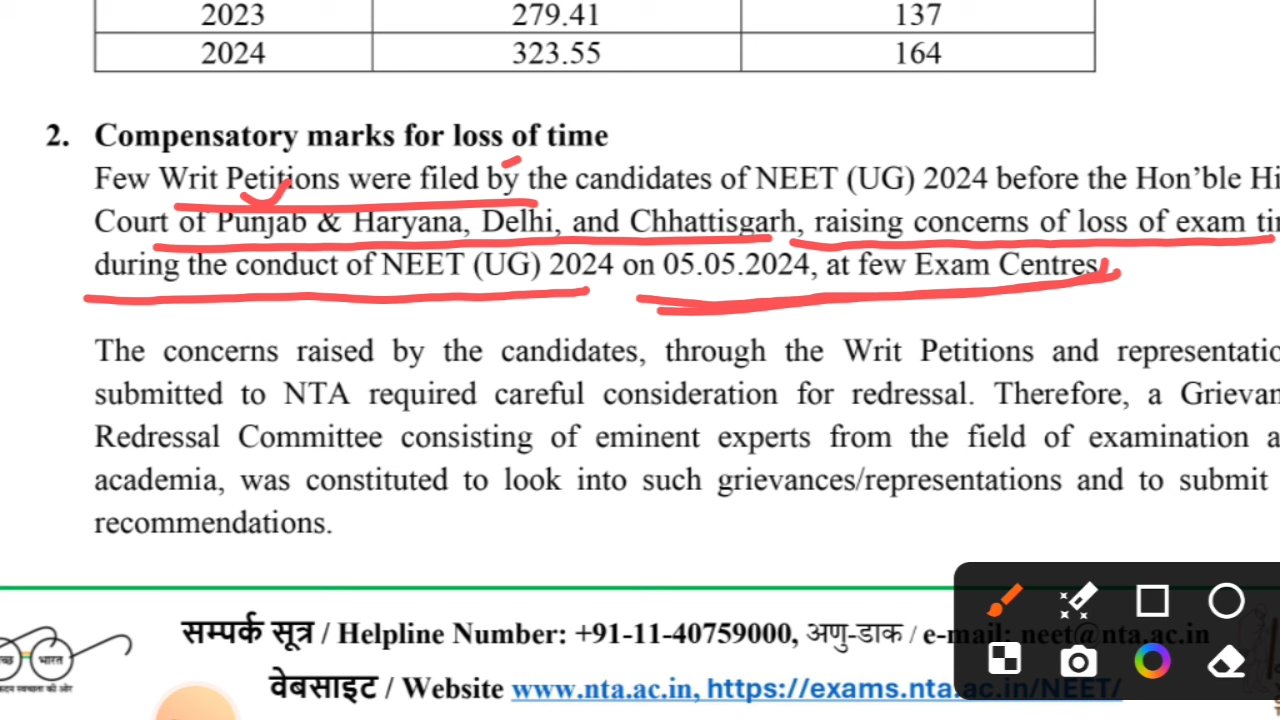 2023 279.41 137
2024 323.55 164
2. Compensatory marks for loss of time
Few Writ Petitions were filed by the candidates of NEET (UG) 2024 before the Hon’ble Hi
Court of Punjab & Haryana, Delhi, and Chhattisgarh, raising concerns of loss of exam ti
during the conduct of NEET (UG) 2024 on 05.05.2024, at few Exam Centres.
The concerns raised by the candidates, through the Writ Petitions and representatio
submitted to NTA required careful consideration for redressal. Therefore, a Grievan
Redressal Committee consisting of eminent experts from the field of examination a
academia, was constituted to look into such grievances/representations and to submit
recommendations.
सम्पर्क सूत्र / Helpline Number: +91-11-40759000, अणु-डाक / e-mail: neet@nta.ac.in
भारत
वेबसाइट / Website www.nta.ac.in, https://exams.nta.ac.in/NEET/